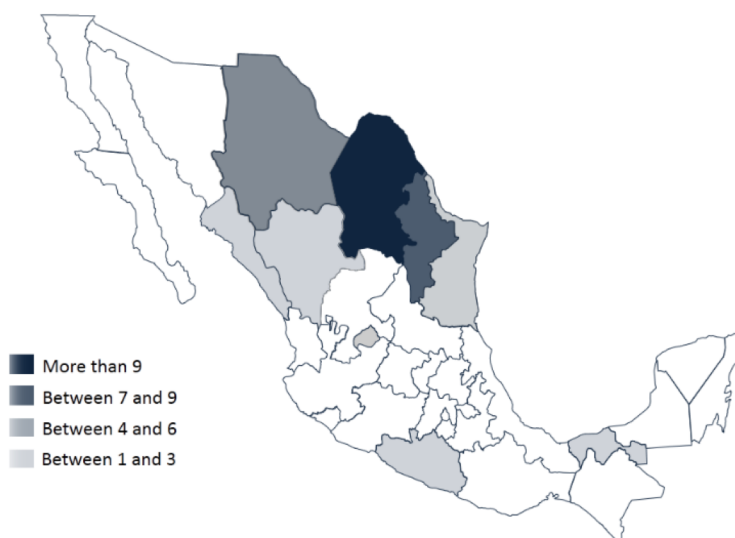 More than 9
Between 7 and 9
Between 4 and 6
Between 1 and 3